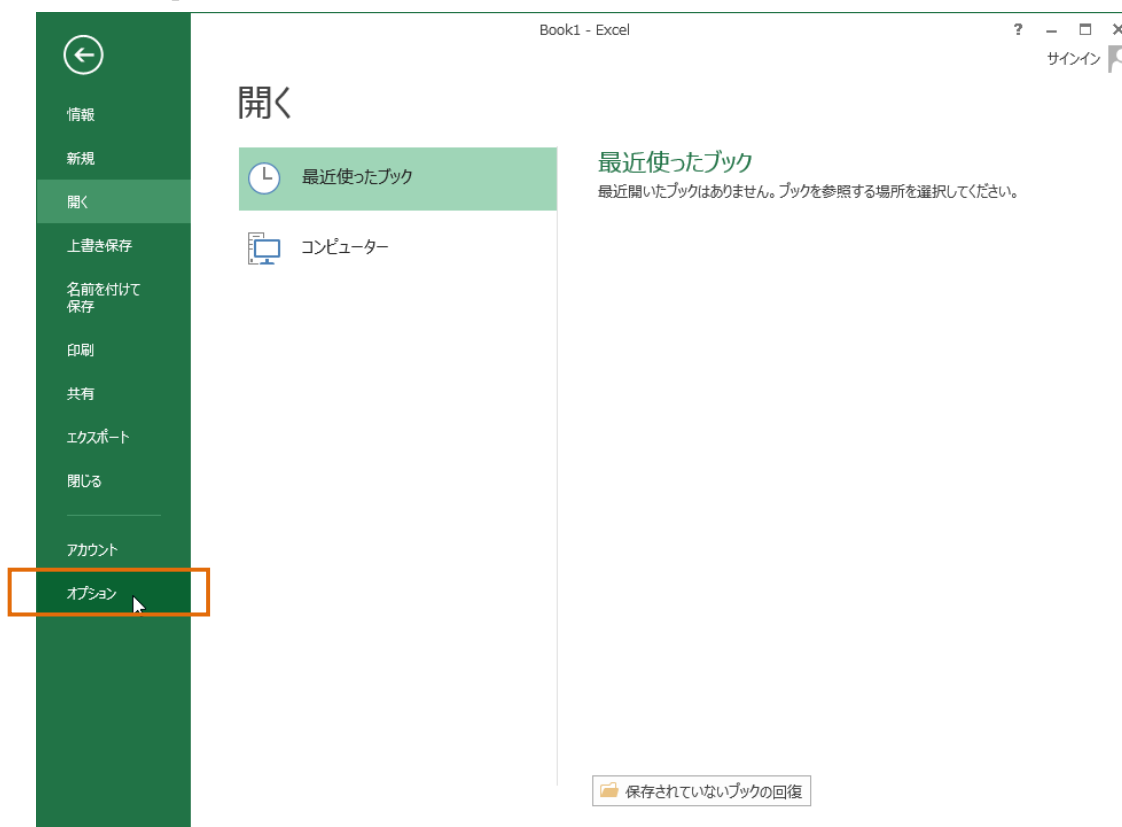 Book1 - Excel
?
サインイン
情報
新規
開く
上書き保存
名前を付けて
保存
印刷
共有
エクスポート
閉じる
アカウント
オプション
開く
最近使ったブック
コンピューター
最近使ったブック
最近開いたブックはありません。ブックを参照する場所を選択してください。
保存されていないブックの回復